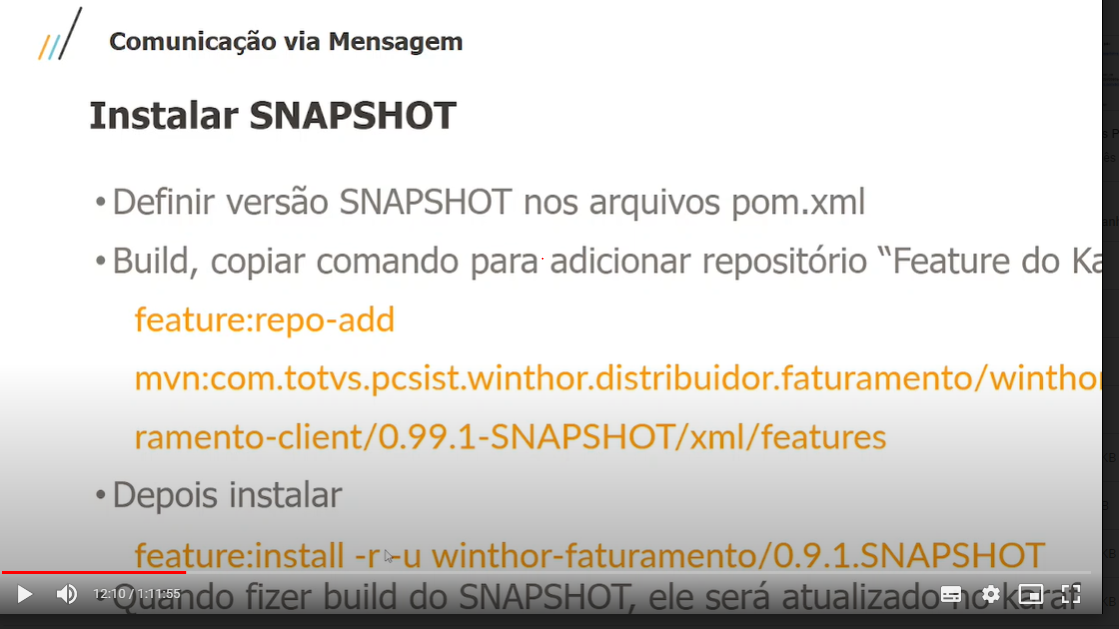 Comunicação via Mensagem
Instalar SNAPSHOT
• Definir versão SNAPSHOT nos arquivos pom.xml
• Build, copiar comando para adicionar repositório “Feature do Ka
feature:repo-add
mvn:com.totvs.pcsist.winthor.distribuidor.faturamento/wintho
ramento-client/0.99.1-SNAPSHOT/xml/features
• Depois instalar
feature:install -r -u winthor-faturamento/0.9.1.SNAPSHOT
Quando fizer build do SNAPSHOT, ele será atualizado no karaf
12:10 / 1:11:55